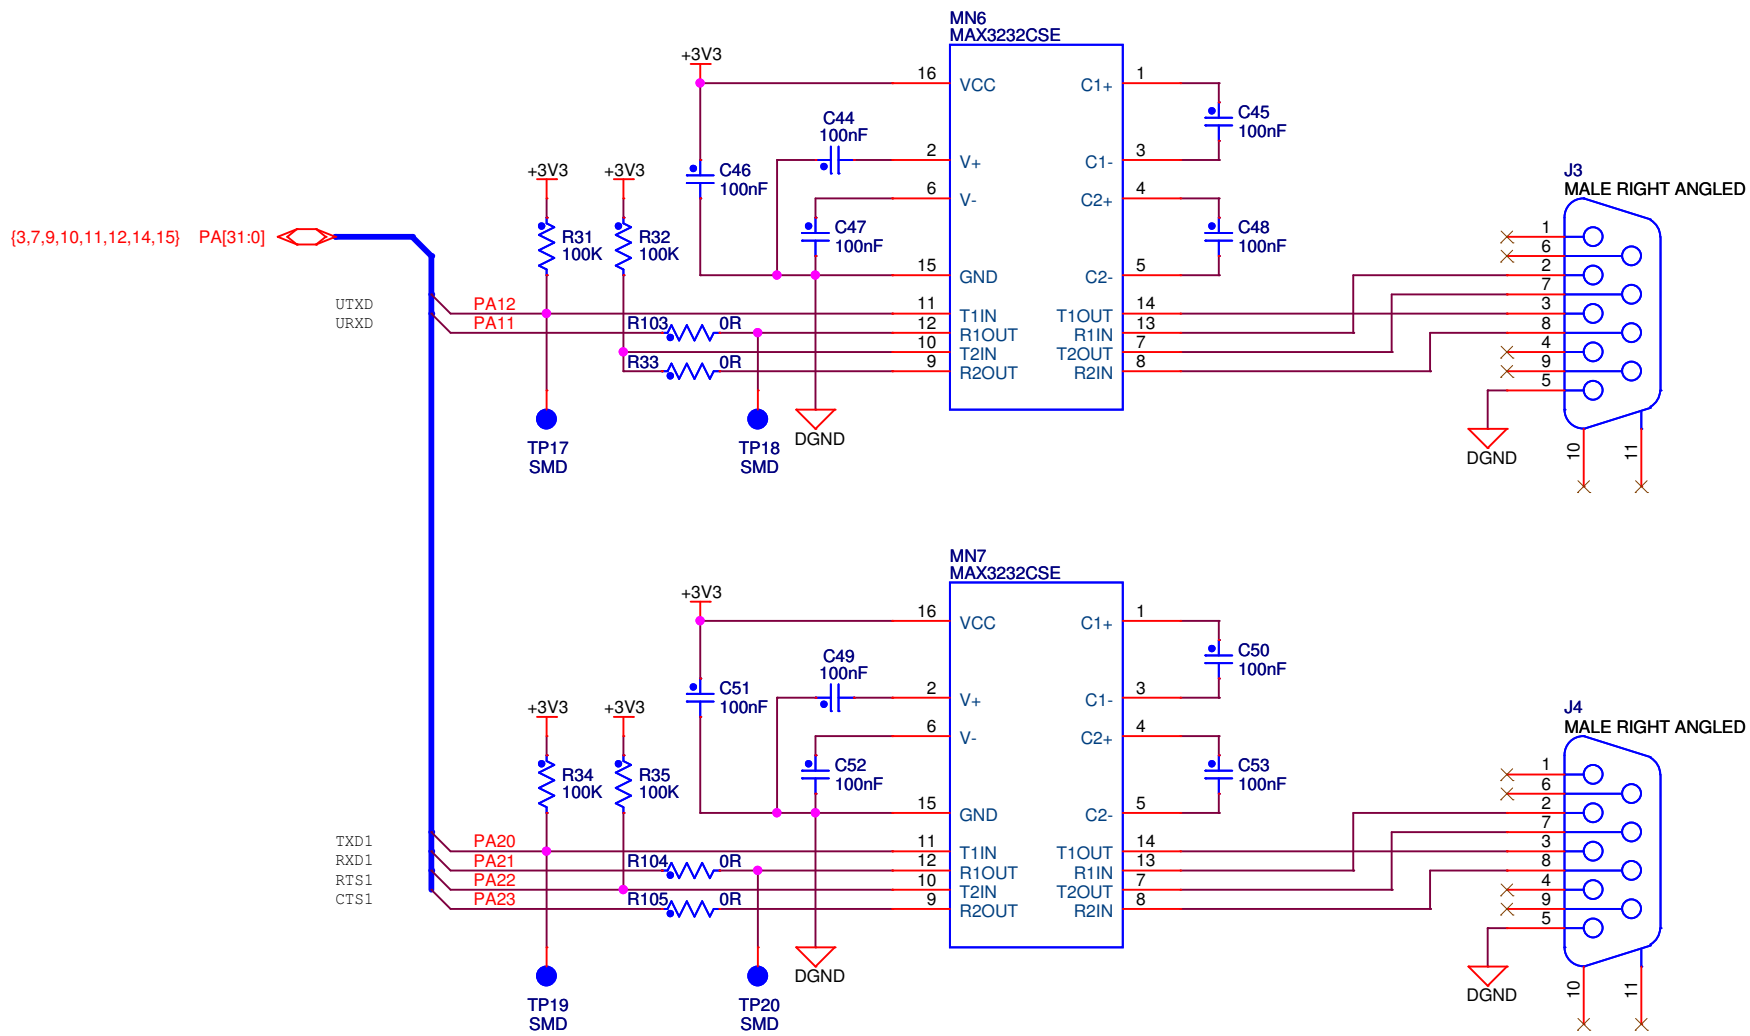 MN6
MAX3232CSE
+3V3
16
VCC
C1+
1
C44
100nF
C45
100nF
2
V+
C1-
3
+3V3
+3V3
C46
100nF
6
V-
C2+
4
J3
MALE RIGHT ANGLED
{3,7,9,10,11,12,14,15} PA[31:0]
R31
100K
R32
100K
C47
100nF
C48
100nF
15
GND
C2-
5
1
6
2
7
3
8
4
9
5
UTXD
PA12
11
T1IN
T1OUT
14
URXD
PA11
R103
0R
12
R1OUT
R1IN
13
10
T2IN
T2OUT
7
R33
0R
9
R2OUT
R2IN
8
TP17
SMD
TP18
SMD
DGND
DGND
10
11
MN7
MAX3232CSE
+3V3
16
VCC
C1+
1
C49
100nF
C50
100nF
2
V+
C1-
3
+3V3
+3V3
C51
100nF
6
V-
C2+
4
J4
MALE RIGHT ANGLED
R34
100K
R35
100K
C52
100nF
C53
100nF
15
GND
C2-
5
1
6
2
7
3
8
4
9
5
TXD1
PA20
11
T1IN
T1OUT
14
RXD1
PA21
R104
0R
12
R1OUT
R1IN
13
RTS1
PA22
10
T2IN
T2OUT
7
CTS1
PA23
R105
0R
9
R2OUT
R2IN
8
TP19
SMD
TP20
SMD
DGND
DGND
10
11